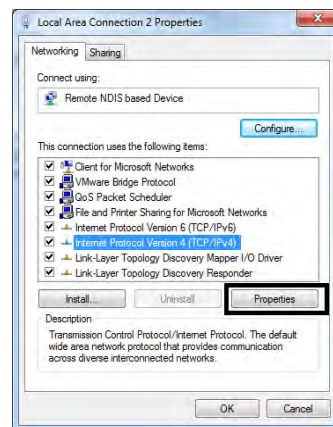 Local Area Connection 2 Properties
Networking Sharing
Connect using:
Remote NDIS based Device
Configure...
This connection uses the following items:
Client for Microsoft Networks
VMware Bridge Protocol
QoS Packet Scheduler
File and Printer Sharing for Microsoft Networks
Internet Protocol Version 6 (TCP/IPv6)
Internet Protocol Version 4 (TCP/IPv4)
Link-Layer Topology Discovery Mapper I/O Driver
Link-Layer Topology Discovery Responder
Install... Uninstall Properties
Description
Transmission Control Protocol/Internet Protocol. The default
wide area network protocol that provides communication
across diverse interconnected networks.
OK Cancel